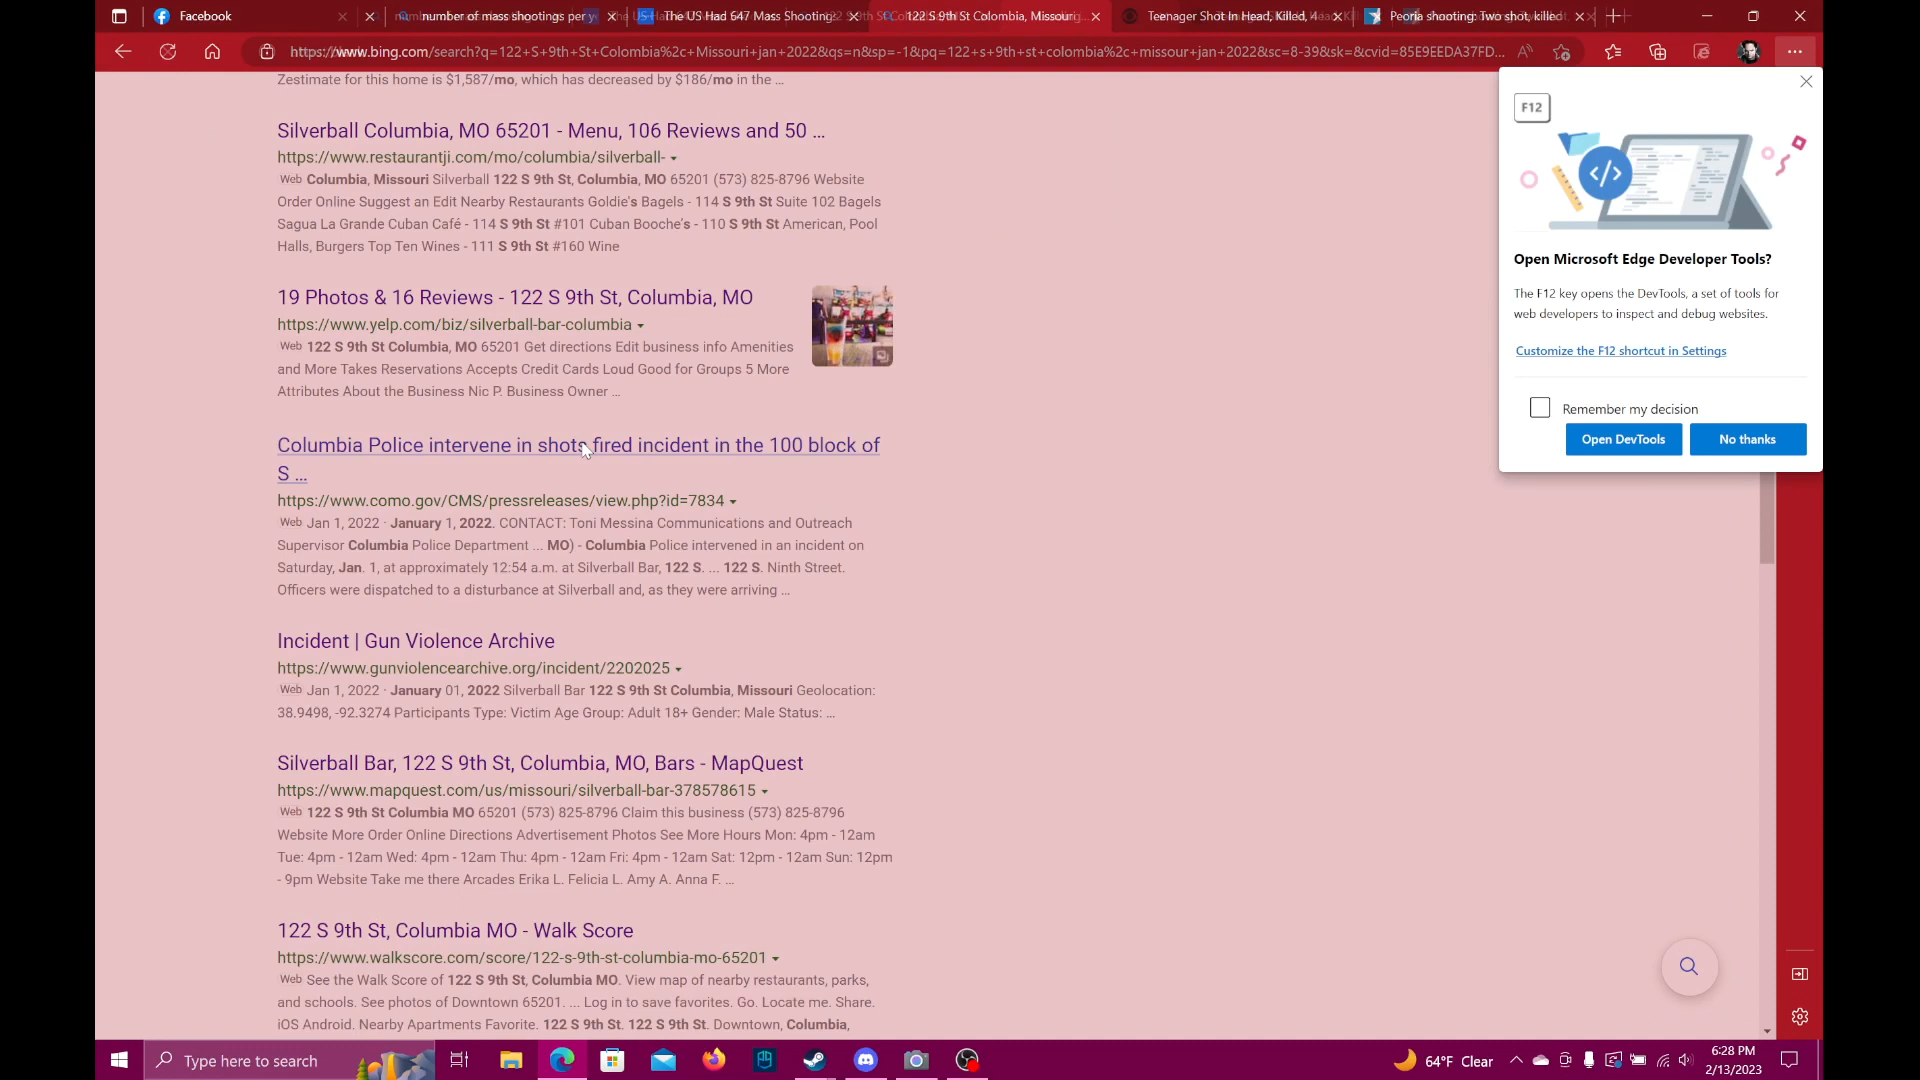 Facebook
number of mass shootings per y
The US Had 647 Mass Shootings
122 S 9th St Colombia, Missouri
Teenager Shot in Head, Killed, 4
Peoria shooting: Two shot, killed
https://www.bing.com/search?q=122+S+9th+St+Colombia%2c+Missouri+jan+2022&qs=n&sp=-1&pq=122+s+9th+st+colombia%2c+missour+jan+2022&sc=8-39&sk=&cvid=85E9EEDA37FD...
Zestimate for this home is $1,587/mo, which has decreased by $186/mo in the ...
Silverball Columbia, MO 65201 - Menu, 106 Reviews and 50 ...
https://www.restaurantji.com/mo/columbia/silverball-
Web Columbia, Missouri Silverball 122 S 9th St, Columbia, MO 65201 (573) 825-8796 Website
Order Online Suggest an Edit Nearby Restaurants Goldie's Bagels - 114 S 9th St Suite 102 Bagels
Sagua La Grande Cuban Café - 114 S 9th St #101 Cuban Booche's - 110 S 9th St American, Pool
Halls, Burgers Top Ten Wines - 111 S 9th St #160 Wine
19 Photos & 16 Reviews - 122 S 9th St, Columbia, MO
https://www.yelp.com/biz/silverball-bar-columbia
Web 122 S 9th St Columbia, MO 65201 Get directions Edit business info Amenities
and More Takes Reservations Accepts Credit Cards Loud Good for Groups 5 More
Attributes About the Business Nic P. Business Owner ...
Columbia Police intervene in shots fired incident in the 100 block of
S ...
https://www.como.gov/CMS/pressreleases/view.php?id=7834
Web Jan 1, 2022 · January 1, 2022. CONTACT: Toni Messina Communications and Outreach
Supervisor Columbia Police Department ... MO) - Columbia Police intervened in an incident on
Saturday, Jan. 1, at approximately 12:54 a.m. at Silverball Bar, 122 S. ... 122 S. Ninth Street.
Officers were dispatched to a disturbance at Silverball and, as they were arriving ...
Incident | Gun Violence Archive
https://www.gunviolencearchive.org/incident/2202025
Web Jan 1, 2022 · January 01, 2022 Silverball Bar 122 S 9th St Columbia, Missouri Geolocation:
38.9498, -92.3274 Participants Type: Victim Age Group: Adult 18+ Gender: Male Status: ...
Silverball Bar, 122 S 9th St, Columbia, MO, Bars - MapQuest
https://www.mapquest.com/us/missouri/silverball-bar-378578615
Web 122 S 9th St Columbia MO 65201 (573) 825-8796 Claim this business (573) 825-8796
Website More Order Online Directions Advertisement Photos See More Hours Mon: 4pm - 12am
Tue: 4pm - 12am Wed: 4pm - 12am Thu: 4pm - 12am Fri: 4pm - 12am Sat: 12pm - 12am Sun: 12pm
- 9pm Website Take me there Arcades Erika L. Felicia L. Amy A. Anna F. ...
122 S 9th St, Columbia MO - Walk Score
https://www.walkscore.com/score/122-s-9th-st-columbia-mo-65201
Web See the Walk Score of 122 S 9th St, Columbia MO. View map of nearby restaurants, parks,
and schools. See photos of Downtown 65201. ... Log in to save favorites. Go. Locate me. Share.
iOS Android. Nearby Apartments Favorite. 122 S 9th St. 122 S 9th St. Downtown, Columbia,
F12
Open Microsoft Edge Developer Tools?
The F12 key opens the DevTools, a set of tools for
web developers to inspect and debug websites.
Customize the F12 shortcut in Settings
Remember my decision
Open DevTools
No thanks
Type here to search
64°F Clear
6:28 PM
2/13/2023